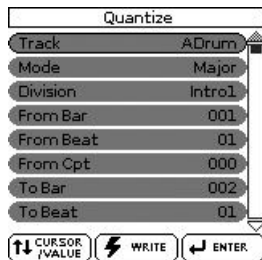 Quantize
Track ADrum
Mode Major
Division Intro1
From Bar 001
From Beat 01
From Cpt 000
To Bar 002
To Beat 01
CURSOR /VALUE WRITE ENTER